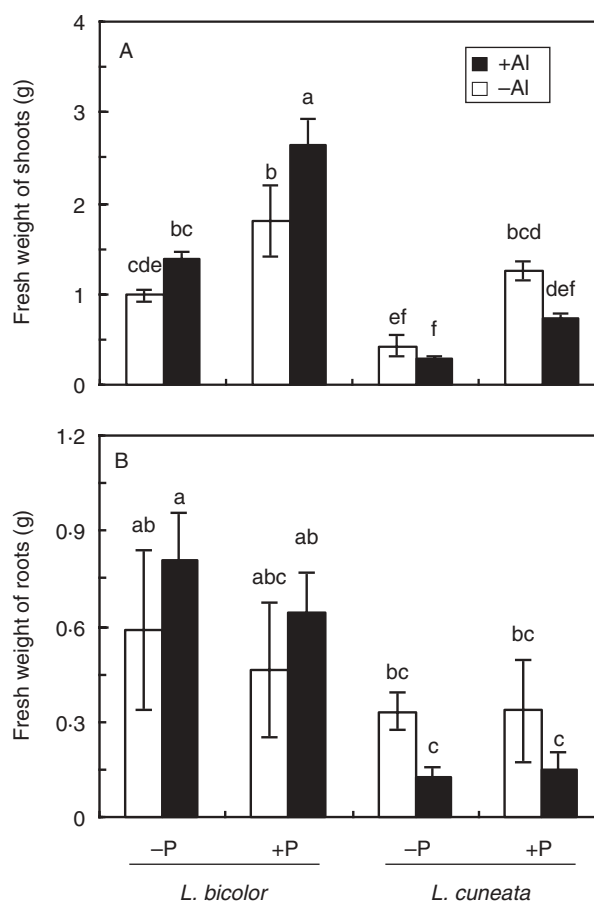 A
+Al
–Al
Fresh weight of shoots (g)
4
3
2
1
0
cde
bc
b
a
ef
f
bcd
def
B
Fresh weight of roots (g)
1·2
0·9
0·6
0·3
0
ab
a
abc
ab
bc
c
bc
c
–P
+P
–P
+P
L. bicolor
L. cuneata